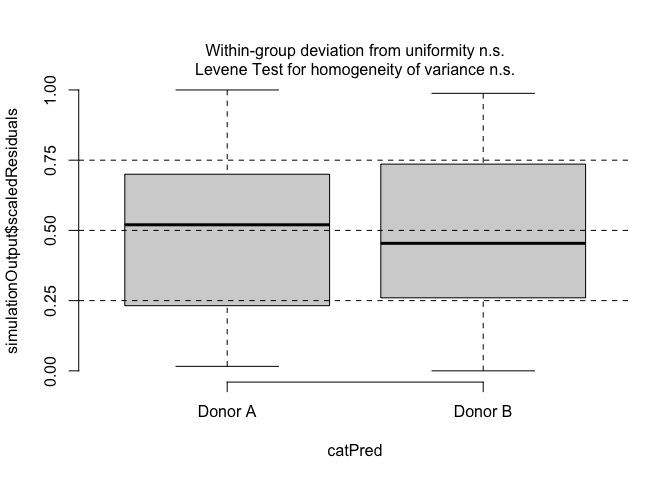 Within-group deviation from uniformity n.s.
Levene Test for homogeneity of variance n.s.
simulationOutput$scaledResiduals
1.00
0.75
0.50
0.25
0.00
Donor A
Donor B
catPred